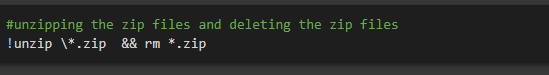 #unzipping the zip files and deleting the zip files
!unzip \*.zip  && rm *.zip